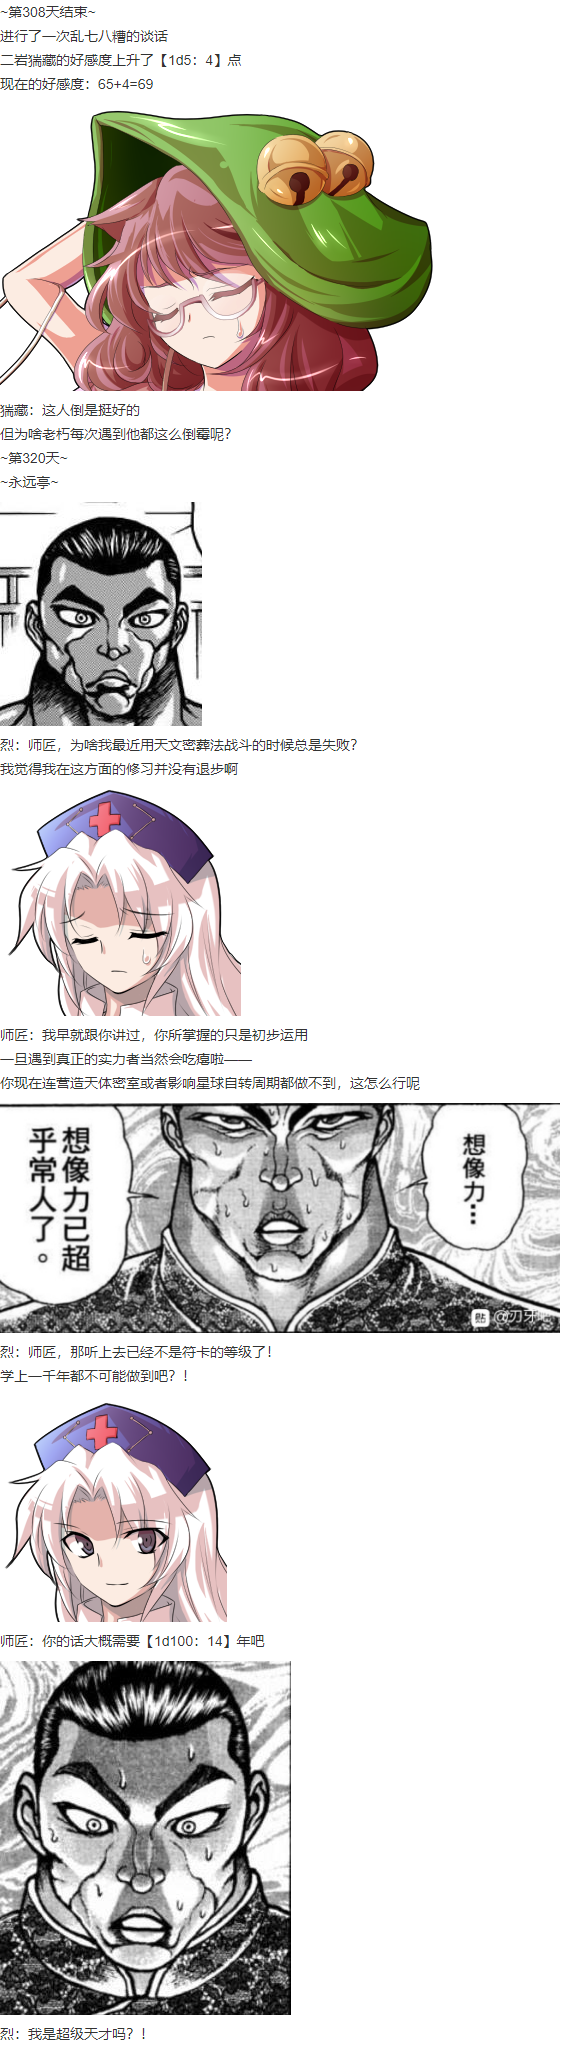 ~第308天结束~
进行了一次乱七八糟的谈话
二岩猯藏的好感度上升了【1d5：4】点
现在的好感度：65+4=69
猯藏：这人倒是挺好的
但为啥老朽每次遇到他都这么倒霉呢？
~第320天~
~永远亭~
烈：师匠，为啥我最近用天文密葬法战斗的时候总是失败？
我觉得我在这方面的修习并没有退步啊
师匠：我早就跟你讲过，你所掌握的只是初步运用
一旦遇到真正的实力者当然会吃瘪啦——
你现在连营造天体密室或者影响星球自转周期都做不到，这怎么行呢
想像力…
想像力已超
乎常人了。
贴 @刃牙吧
烈：师匠，那听上去已经不是符卡的等级了！
学上一千年都不可能做到吧？！
师匠：你的话大概需要【1d100：14】年吧
烈：我是超级天才吗？！